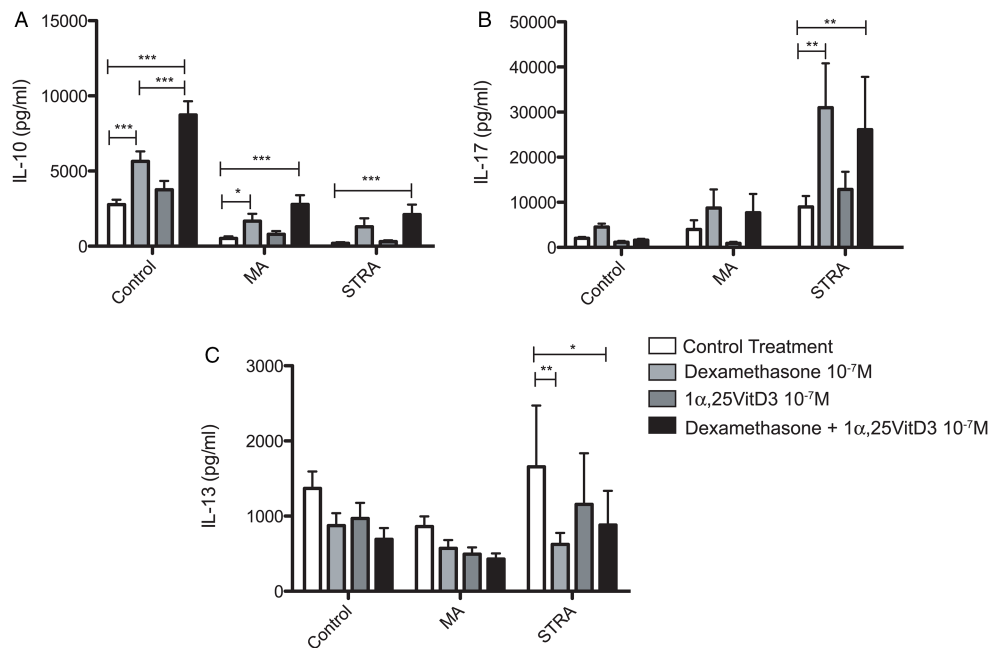 A
IL-10 (pg/ml)
15000
10000
5000
0
***
***
***
*
***
***
Control
MA
STRA
B
IL-17 (pg/ml)
50000
40000
30000
20000
10000
0
**
**
Control
MA
STRA
C
IL-13 (pg/ml)
3000
2000
1000
0
*
**
Control
MA
STRA
Control Treatment
Dexamethasone 10⁻⁷M
1α,25VitD3 10⁻⁷M
Dexamethasone + 1α,25VitD3 10⁻⁷M